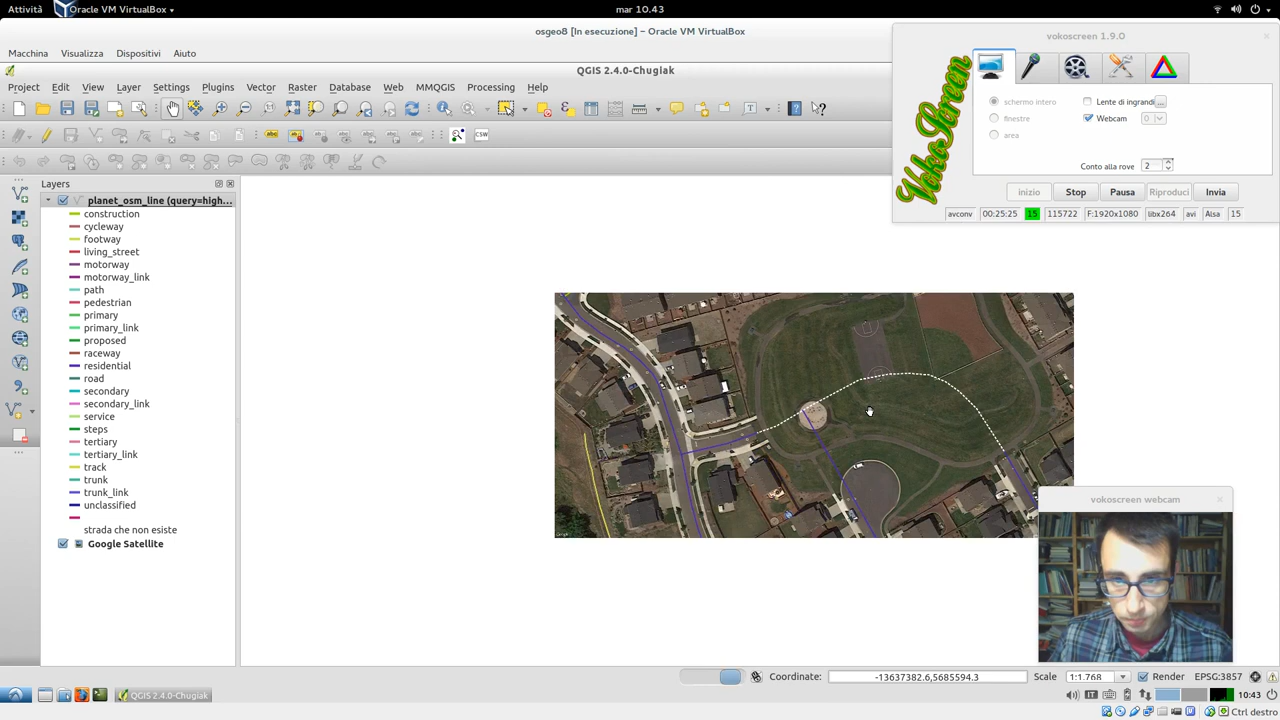 Attività
Oracle VM VirtualBox
mar 10.43
osgeo8 [In esecuzione] – Oracle VM VirtualBox
Macchina Visualizza Dispositivi Aiuto
QGIS 2.4.0-Chugiak
Project Edit View Layer Settings Plugins Vector Raster Database Web MMQGIS Processing Help
vokoscreen 1.9.0
VokoScreen
schermo intero
finestre
area
Lente di ingrandi
...
Webcam
0
Conto alla rove
2
inizio Stop Pausa Riproduci Invia
avconv 00:25:25 15 115722 F:1920x1080 libx264 avi Alsa 15
abc
CSW
Layers
planet_osm_line (query=high...
construction
cycleway
footway
living_street
motorway
motorway_link
path
pedestrian
primary
primary_link
proposed
raceway
residential
road
secondary
secondary_link
service
steps
tertiary
tertiary_link
track
trunk
trunk_link
unclassified
strada che non esiste
Google Satellite
vokoscreen webcam
Coordinate:
-13637382.6,5685594.3
Scale
1:1.768
Render
EPSG:3857
QGIS 2.4.0-Chugiak
IT
10:43
Ctrl destro